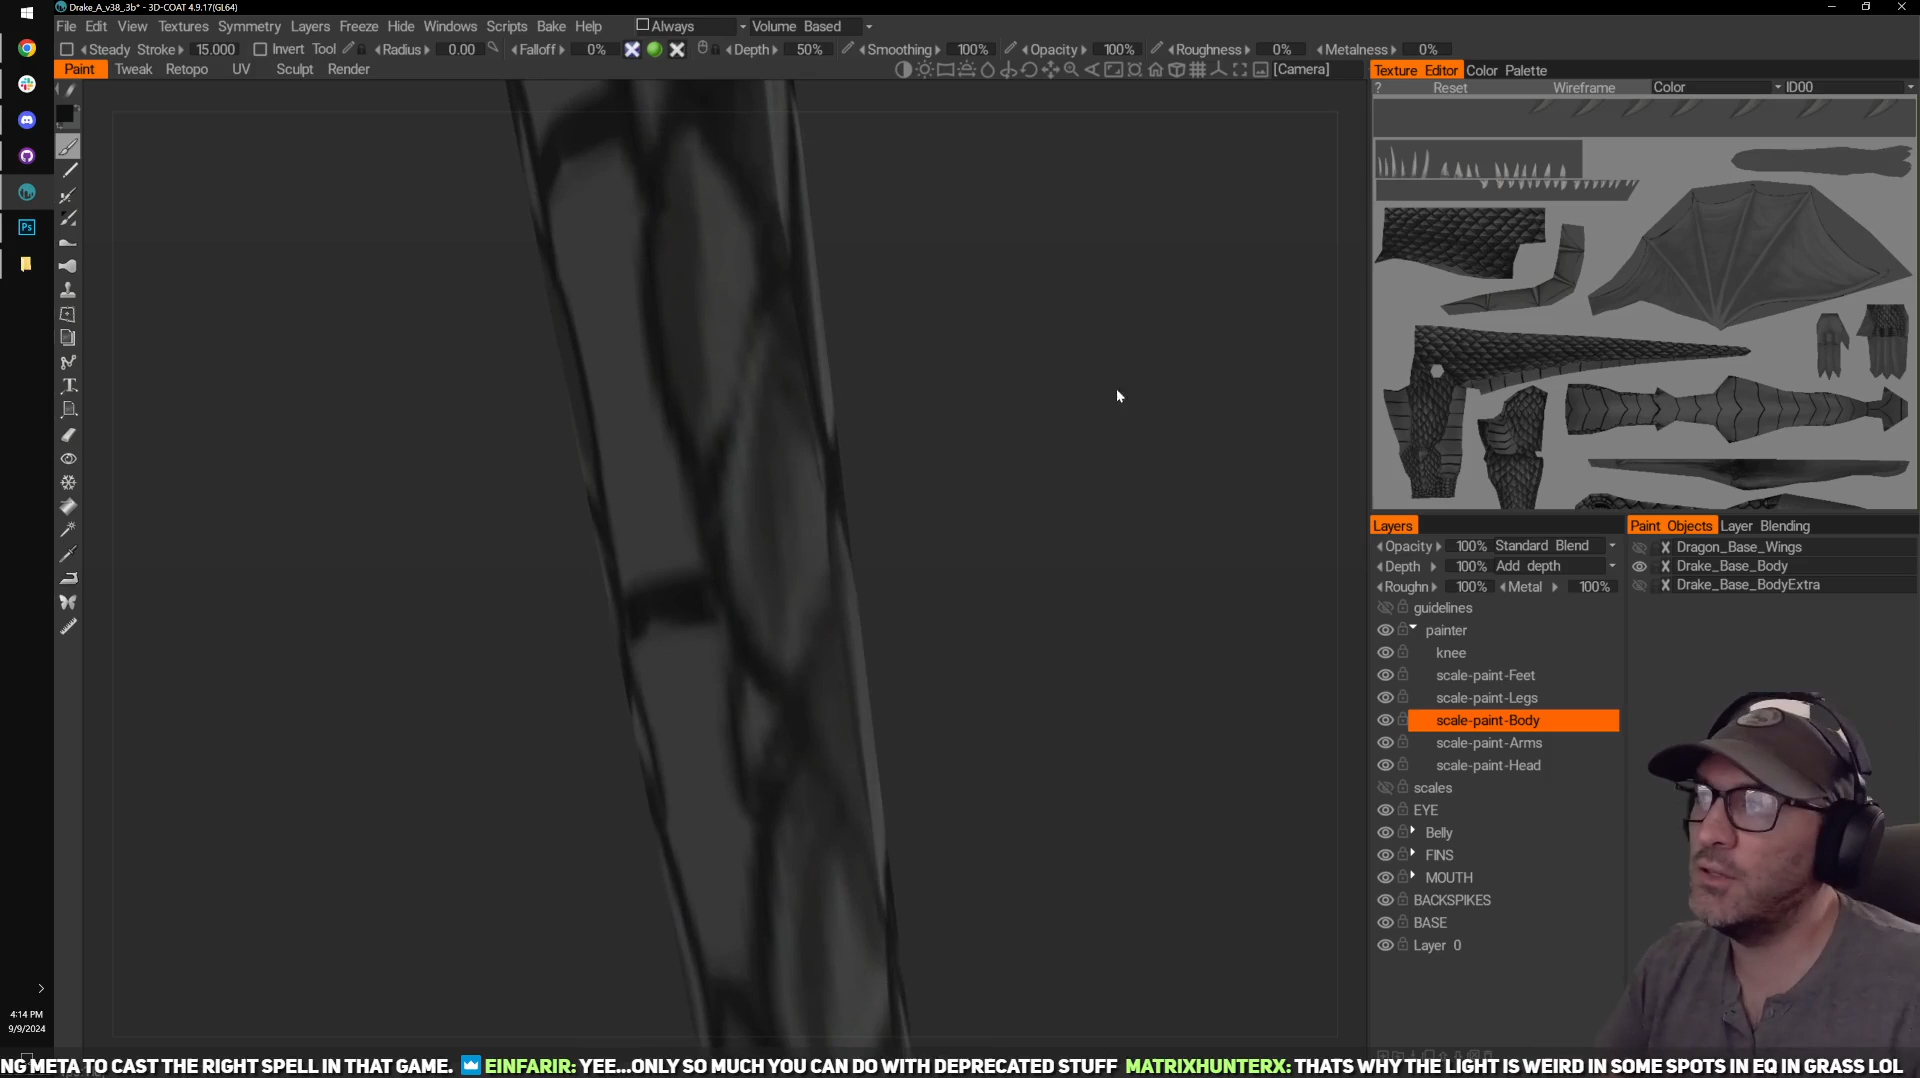 Drake_A_v38_.3b* - 3D-COAT 4.9.17(GL64)
File Edit View Textures Symmetry Layers Freeze Hide Windows Scripts Bake Help Always Volume Based
Steady Stroke 15.000 Invert Tool Radius 0.00 Falloff 0% Depth 50% Smoothing 100% Opacity 100% Roughness 0% Metalness 0%
Paint Tweak Retopo UV Sculpt Render [Camera] Texture Editor Color Palette
? Reset Wireframe Color ID00
Ps
Layers Paint Objects Layer Blending
Opacity 100% Standard Blend Dragon_Base_Wings
Depth 100% Add depth Drake_Base_Body
Roughn 100% Metal 100% Drake_Base_BodyExtra
guidelines
painter
knee
scale-paint-Feet
scale-paint-Legs
scale-paint-Body
scale-paint-Arms
scale-paint-Head
scales
EYE
Belly
FINS
MOUTH
BACKSPIKES
BASE
Layer 0
4:14 PM
9/9/2024
NG META TO CAST THE RIGHT SPELL IN THAT GAME. EINFARIR: YEE...ONLY SO MUCH YOU CAN DO WITH DEPRECATED STUFF MATRIXHUNTERX: THATS WHY THE LIGHT IS WEIRD IN SOME SPOTS IN EQ IN GRASS LOL